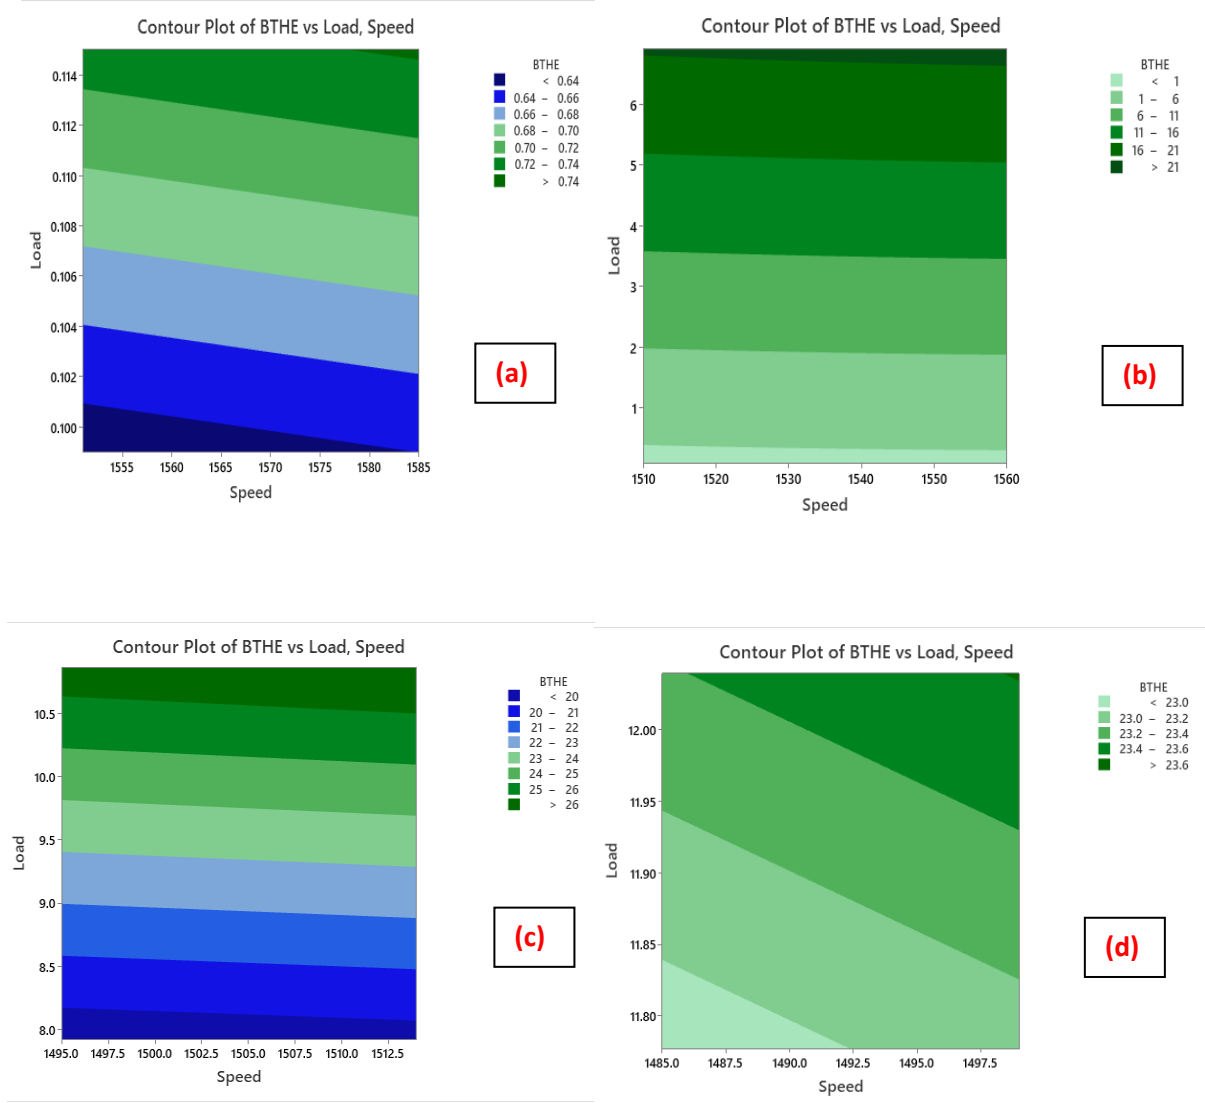 Contour Plot of BTHE vs Load, Speed
BTHE
< 0.64
0.64 – 0.66
0.66 – 0.68
0.68 – 0.70
0.70 – 0.72
0.72 – 0.74
> 0.74
0.114
0.112
0.110
0.108
0.106
0.104
0.102
0.100
Load
1555 1560 1565 1570 1575 1580 1585
Speed
(a)
Contour Plot of BTHE vs Load, Speed
BTHE
< 1
1 – 6
6 – 11
11 – 16
16 – 21
> 21
6
5
4
3
2
1
Load
1510 1520 1530 1540 1550 1560
Speed
(b)
Contour Plot of BTHE vs Load, Speed
BTHE
< 20
20 – 21
21 – 22
22 – 23
23 – 24
24 – 25
25 – 26
> 26
10.5
10.0
9.5
9.0
8.5
8.0
Load
1495.0 1497.5 1500.0 1502.5 1505.0 1507.5 1510.0 1512.5
Speed
(c)
Contour Plot of BTHE vs Load, Speed
BTHE
< 23.0
23.0 – 23.2
23.2 – 23.4
23.4 – 23.6
> 23.6
12.00
11.95
11.90
11.85
11.80
Load
1485.0 1487.5 1490.0 1492.5 1495.0 1497.5
Speed
(d)